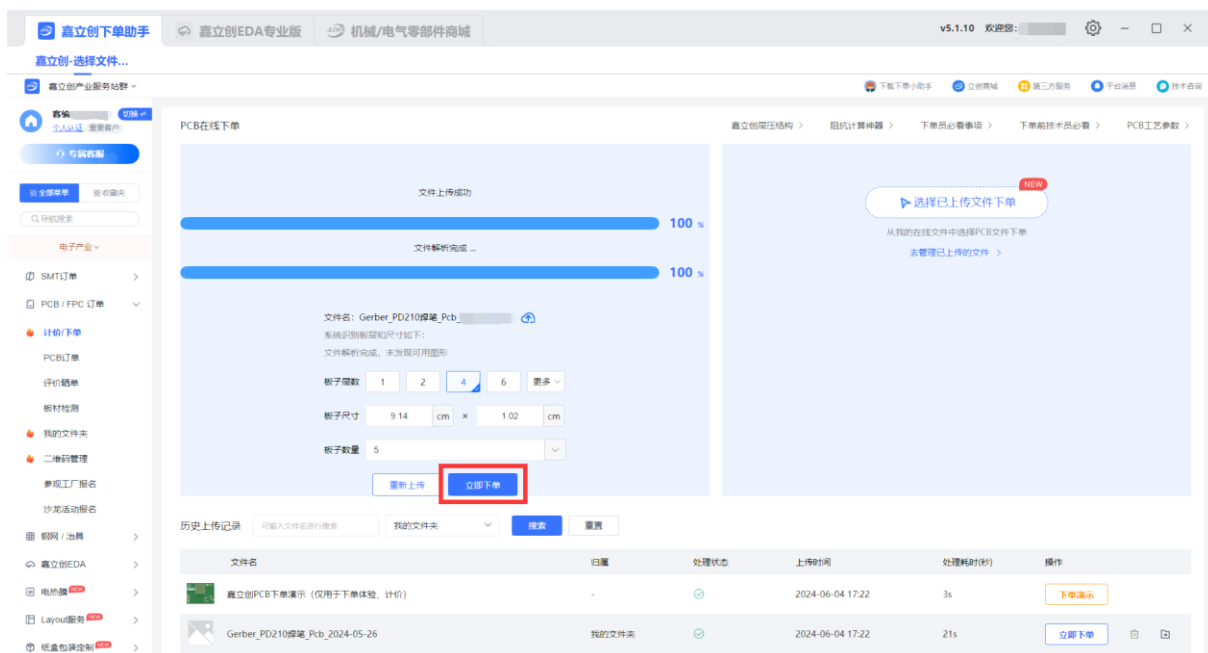 嘉立创下单助手 嘉立创EDA专业版 机械/电气零部件商城 v5.1.10 欢迎您:
嘉立创-选择文件...
嘉立创产业服务站群 下载下单小助手 立创商城 第三方服务 平台消息 技术咨询
客编 切换
个人认证 重要客户
专属客服
全部菜单 收藏夹
导航搜索
电子产业
SMT订单
PCB / FPC 订单
计价/下单
PCB订单
评价晒单
板材检测
我的文件夹
二维码管理
参观工厂报名
沙龙活动报名
钢网 / 治具
嘉立创EDA
电热膜 NEW
Layout服务 NEW
纸盒包装定制 NEW
PCB在线下单 嘉立创层压结构 阻抗计算神器 下单员必看事项 下单前技术员必看 PCB工艺参数
文件上传成功
100 %
文件解析完成 ...
100 %
文件名: Gerber_PD210焊笔_Pcb_
系统识别板层和尺寸如下:
文件解析完成，未发现可用图形
板子层数 1 2 4 6 更多
板子尺寸 9.14 cm × 1.02 cm
板子数量 5
重新上传 立即下单
NEW
选择已上传文件下单
从我的在线文件中选择PCB文件下单
去管理已上传的文件
历史上传记录 可输入文件名进行搜索 我的文件夹 搜索 重置
文件名 归属 处理状态 上传时间 处理耗时(秒) 操作
嘉立创PCB下单演示（仅用于下单体验、计价） - 2024-06-04 17:22 3s 下单演示
Gerber_PD210焊笔_Pcb_2024-05-26 我的文件夹 2024-06-04 17:22 21s 立即下单